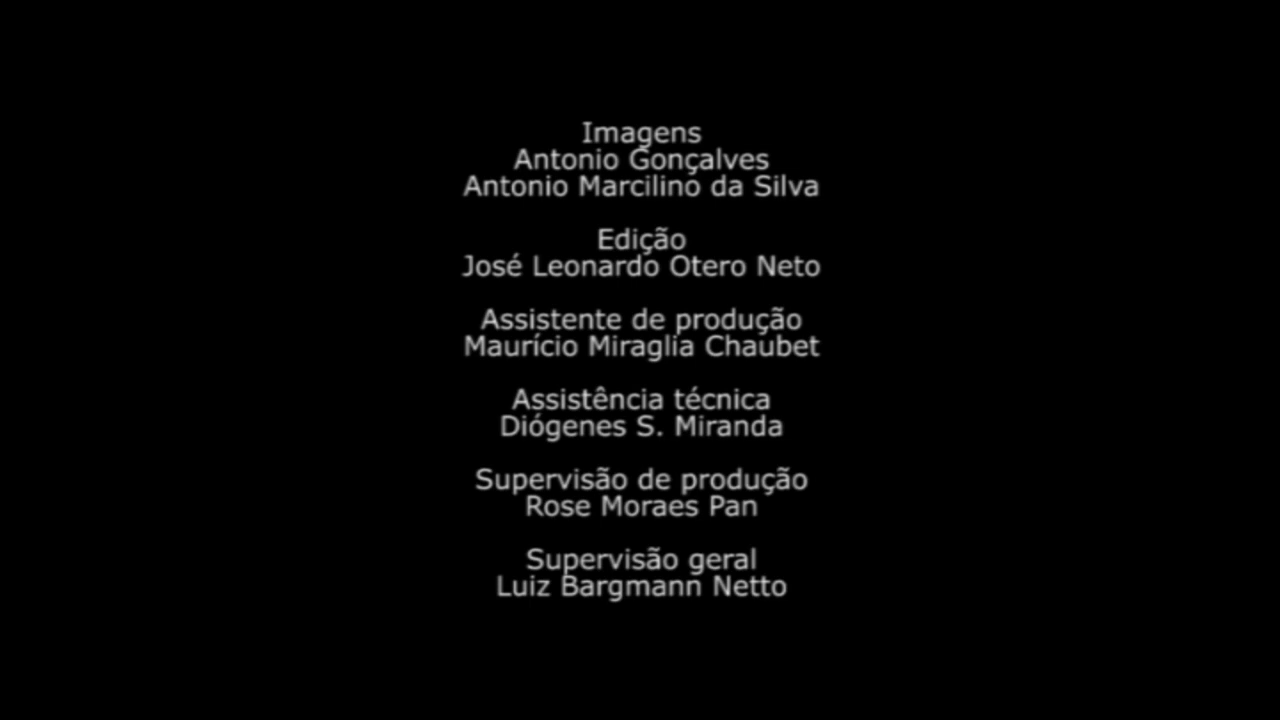 Imagens
Antonio Gonçalves
Antonio Marcilino da Silva
Edição
José Leonardo Otero Neto
Assistente de produção
Maurício Miraglia Chaubet
Assistência técnica
Diógenes S. Miranda
Supervisão de produção
Rose Moraes Pan
Supervisão geral
Luiz Bargmann Netto